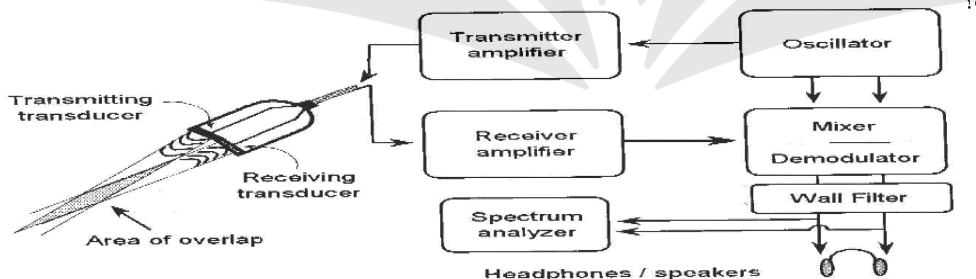 Transmitter
amplifier
Oscillator
Transmitting
transducer
Receiver
amplifier
Mixer
Demodulator
Receiving
transducer
Wall Filter
Spectrum
analyzer
Area of overlap
Headphones / speakers